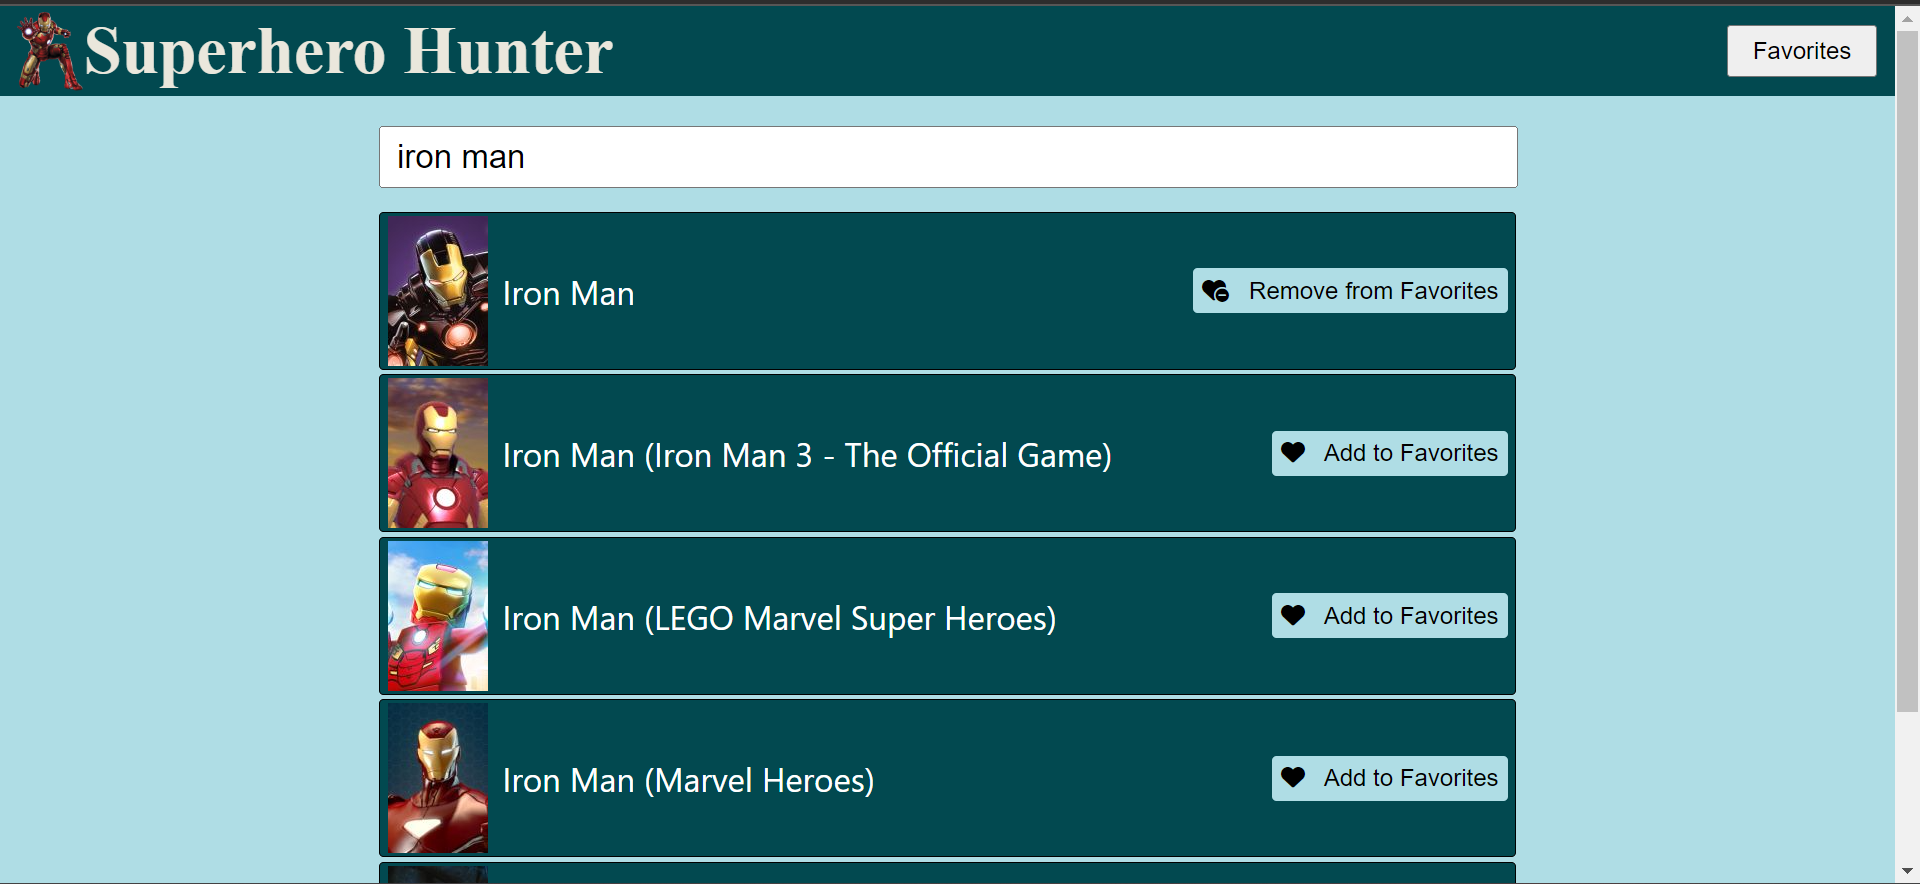 Superhero Hunter
Favorites
iron man
Iron Man
Remove from Favorites
Iron Man (Iron Man 3 - The Official Game)
Add to Favorites
Iron Man (LEGO Marvel Super Heroes)
Add to Favorites
Iron Man (Marvel Heroes)
Add to Favorites